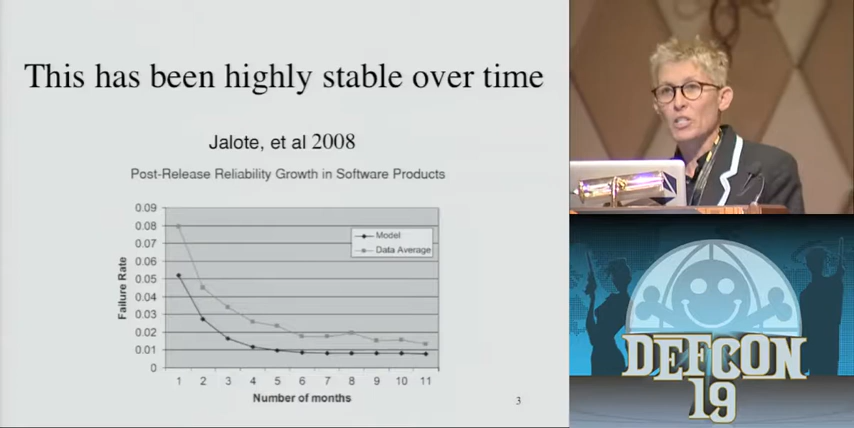 This has been highly stable over time
Jalote, et al 2008
Post-Release Reliability Growth in Software Products
0.09
0.08
0.07
0.06
0.05
0.04
0.03
0.02
0.01
0
Failure Rate
Model
Data Average
1 2 3 4 5 6 7 8 9 10 11
Number of months
3
DEFCON
19